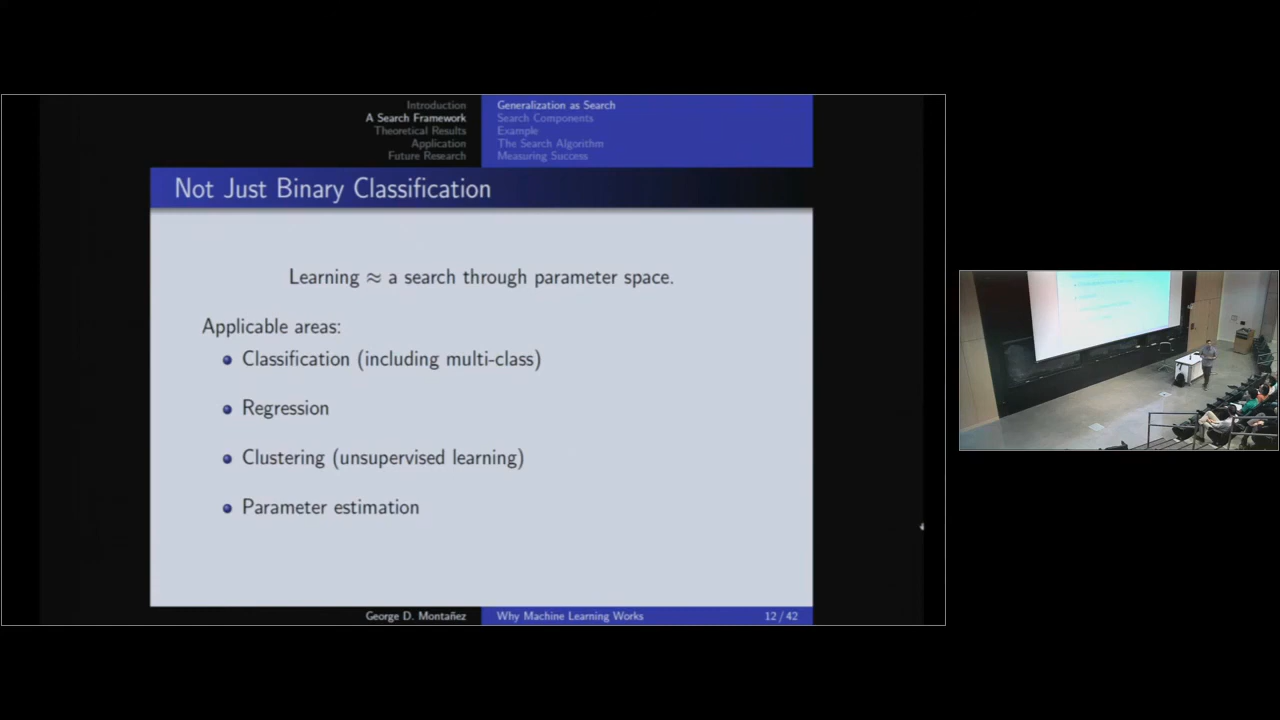 Introduction
A Search Framework
Theoretical Results
Application
Future Research
Generalization as Search
Search Components
Example
The Search Algorithm
Measuring Success
Not Just Binary Classification
Learning ≈ a search through parameter space.
Applicable areas:
Classification (including multi-class)
Regression
Clustering (unsupervised learning)
Parameter estimation
George D. Montañez
Why Machine Learning Works
12 / 42